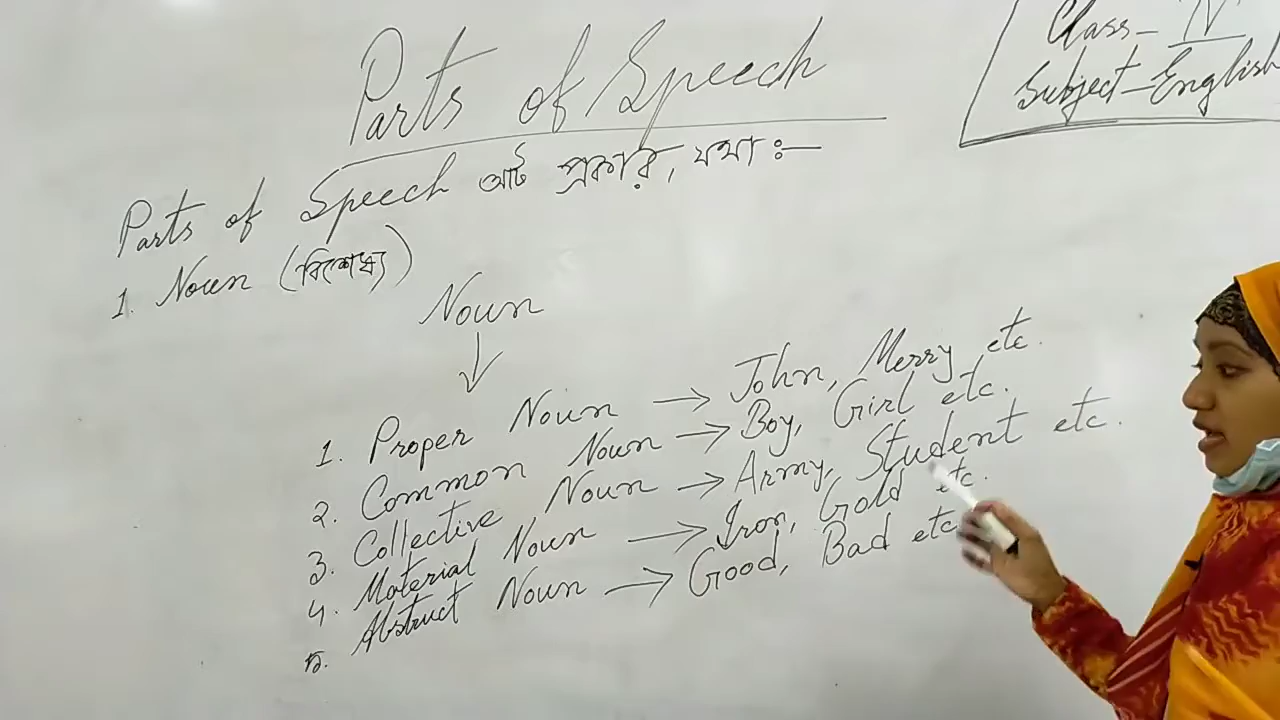 Parts of Speech
Class - IV
Subject - English
Parts of Speech আট প্রকার, যথাঃ-
1. Noun (বিশেষ্য)
Noun
1. Proper Noun → John, Merry etc.
2. Common Noun → Boy, Girl etc.
3. Collective Noun → Army, Student etc.
4. Material Noun → Iron, Gold etc.
5. Abstruct Noun → Good, Bad etc